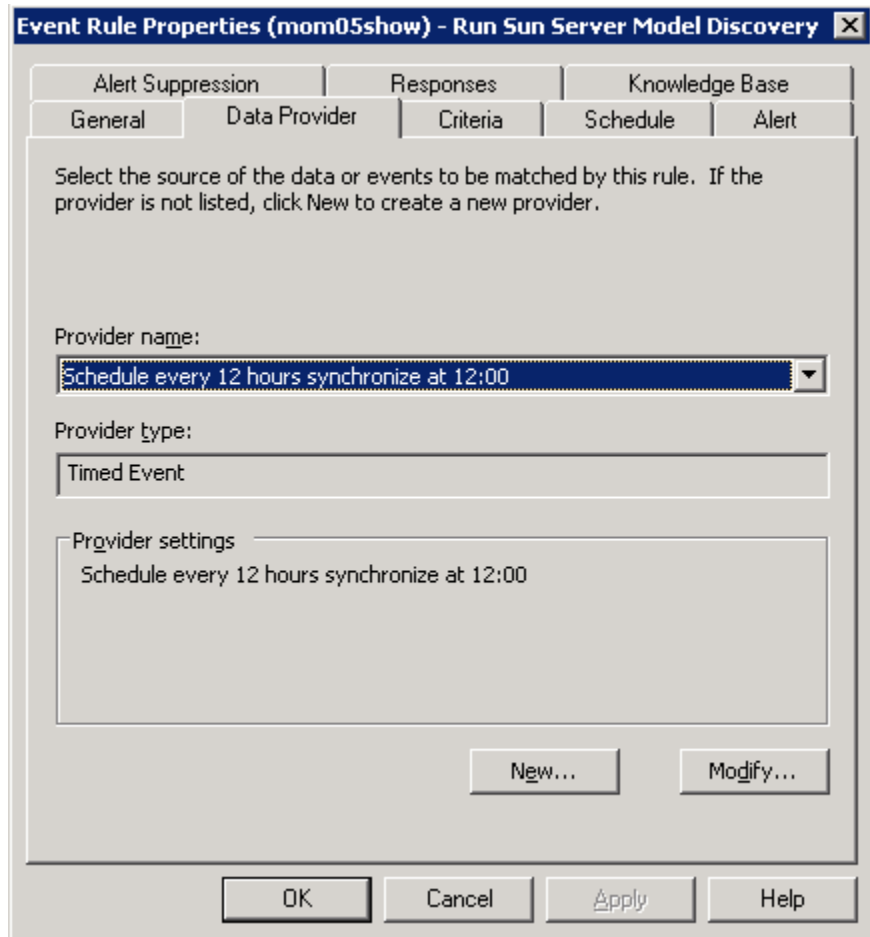 Event Rule Properties (mom05show) - Run Sun Server Model Discovery
Alert Suppression Responses Knowledge Base
General Data Provider Criteria Schedule Alert
Select the source of the data or events to be matched by this rule. If the
provider is not listed, click New to create a new provider.
Provider name:
Schedule every 12 hours synchronize at 12:00
Provider type:
Timed Event
Provider settings
Schedule every 12 hours synchronize at 12:00
New... Modify...
OK Cancel Apply Help